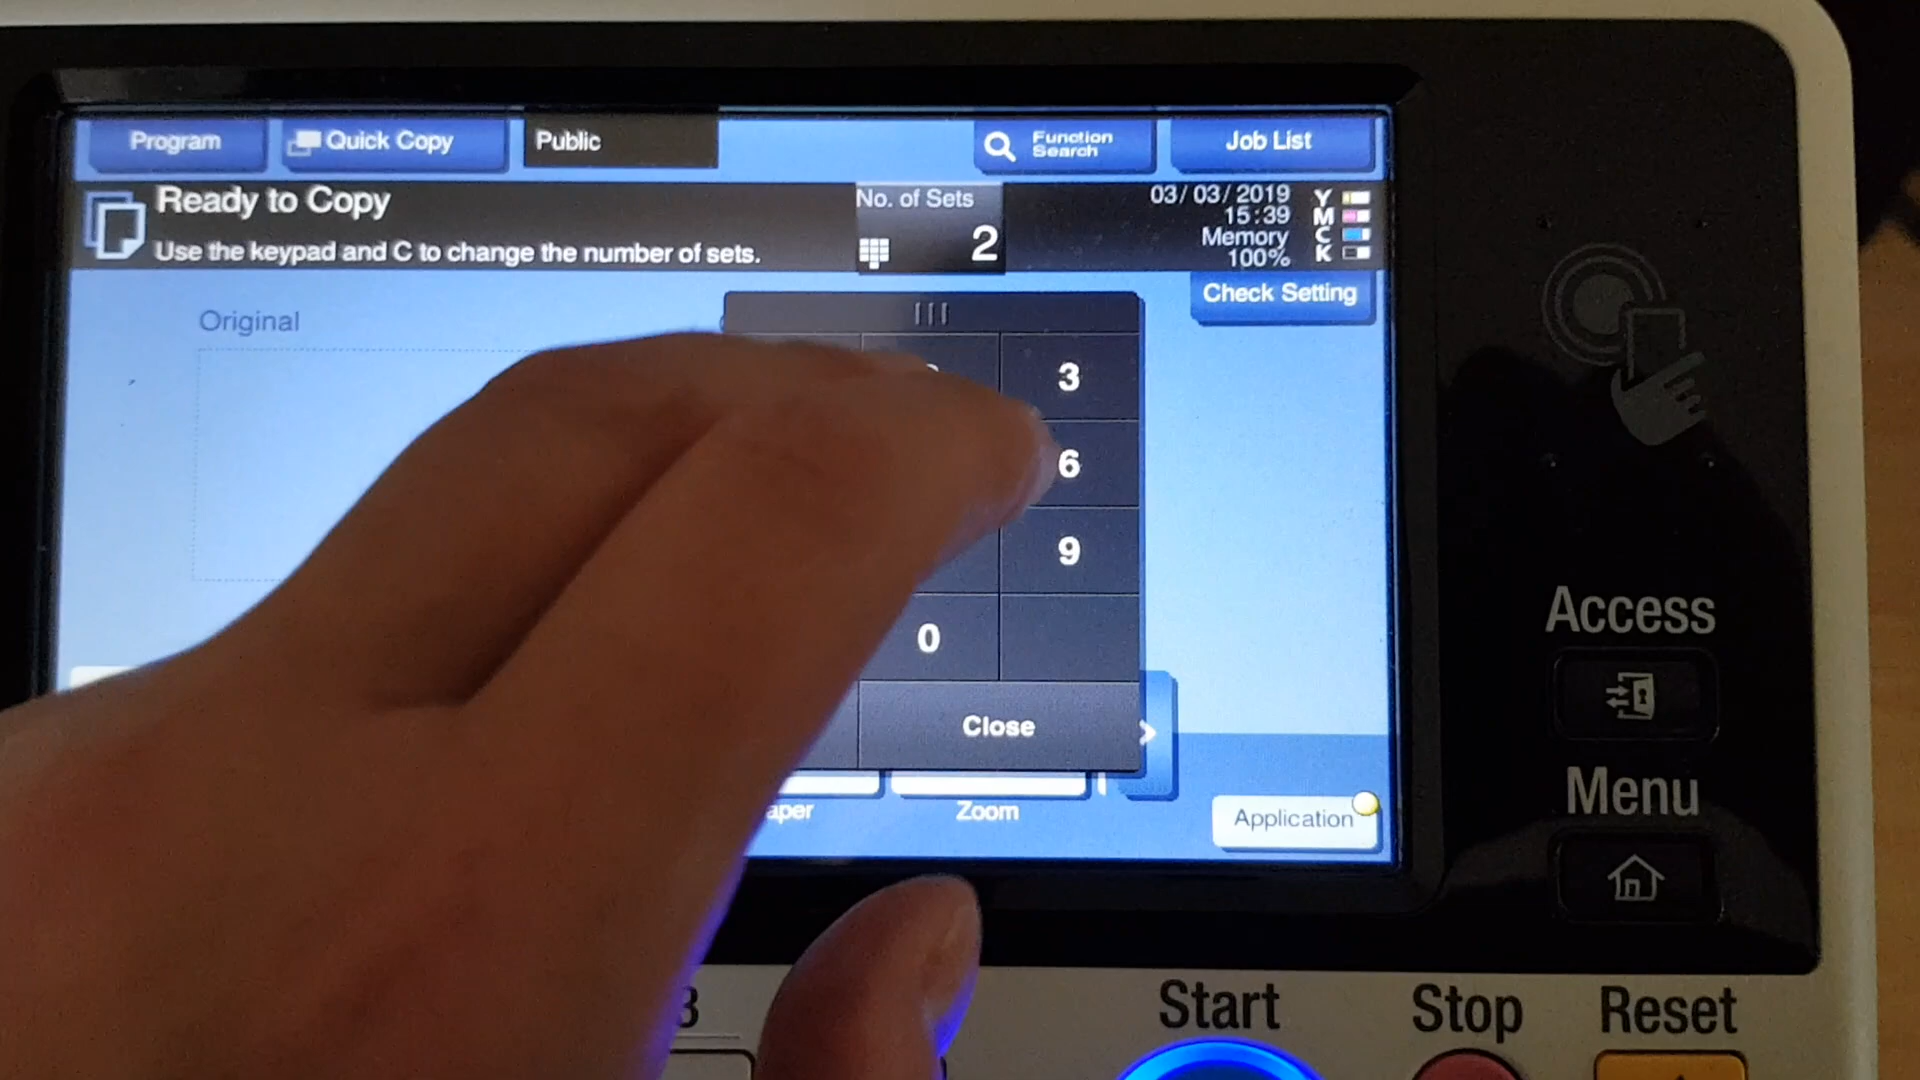 Program
Quick Copy
Public
Function
Search
Job List
Ready to Copy
Use the keypad and C to change the number of sets.
No. of Sets
2
03/03/2019
15:39
Memory
100%
Y
M
C
K
Check Setting
Original
3
6
9
0
Close
Zoom
Application
Access
Menu
Start
Stop
Reset